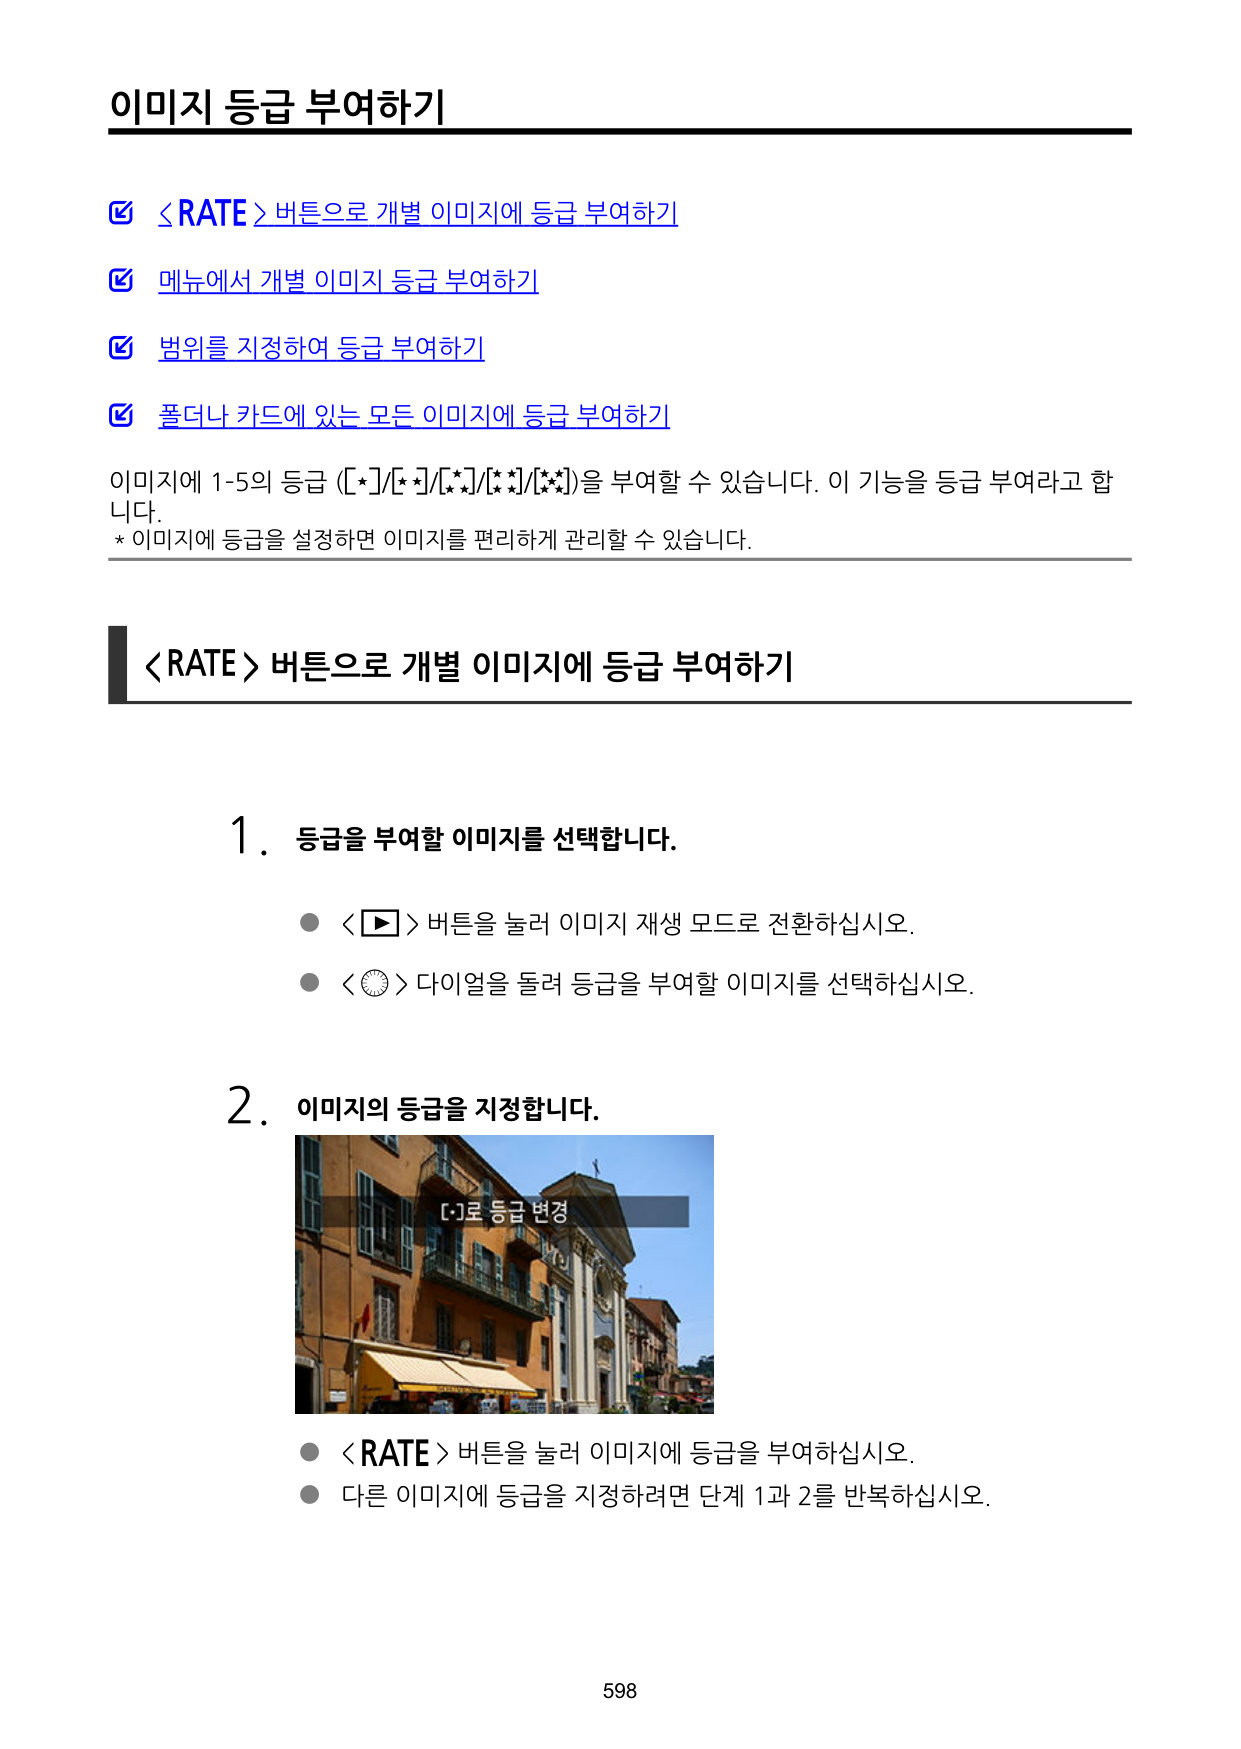 이미지 등급 부여하기
<RATE> 버튼으로 개별 이미지에 등급 부여하기
메뉴에서 개별 이미지 등급 부여하기
범위를 지정하여 등급 부여하기
폴더나 카드에 있는 모든 이미지에 등급 부여하기
이미지에 1-5의 등급 ([★]/[★★]/[★★★]/[★★★★]/[★★★★★])을 부여할 수 있습니다. 이 기능을 등급 부여라고 합
니다.
* 이미지에 등급을 설정하면 이미지를 편리하게 관리할 수 있습니다.
<RATE> 버튼으로 개별 이미지에 등급 부여하기
1. 등급을 부여할 이미지를 선택합니다.
● <▶> 버튼을 눌러 이미지 재생 모드로 전환하십시오.
● < > 다이얼을 돌려 등급을 부여할 이미지를 선택하십시오.
2. 이미지의 등급을 지정합니다.
[·]로 등급 변경
● <RATE> 버튼을 눌러 이미지에 등급을 부여하십시오.
● 다른 이미지에 등급을 지정하려면 단계 1과 2를 반복하십시오.
598